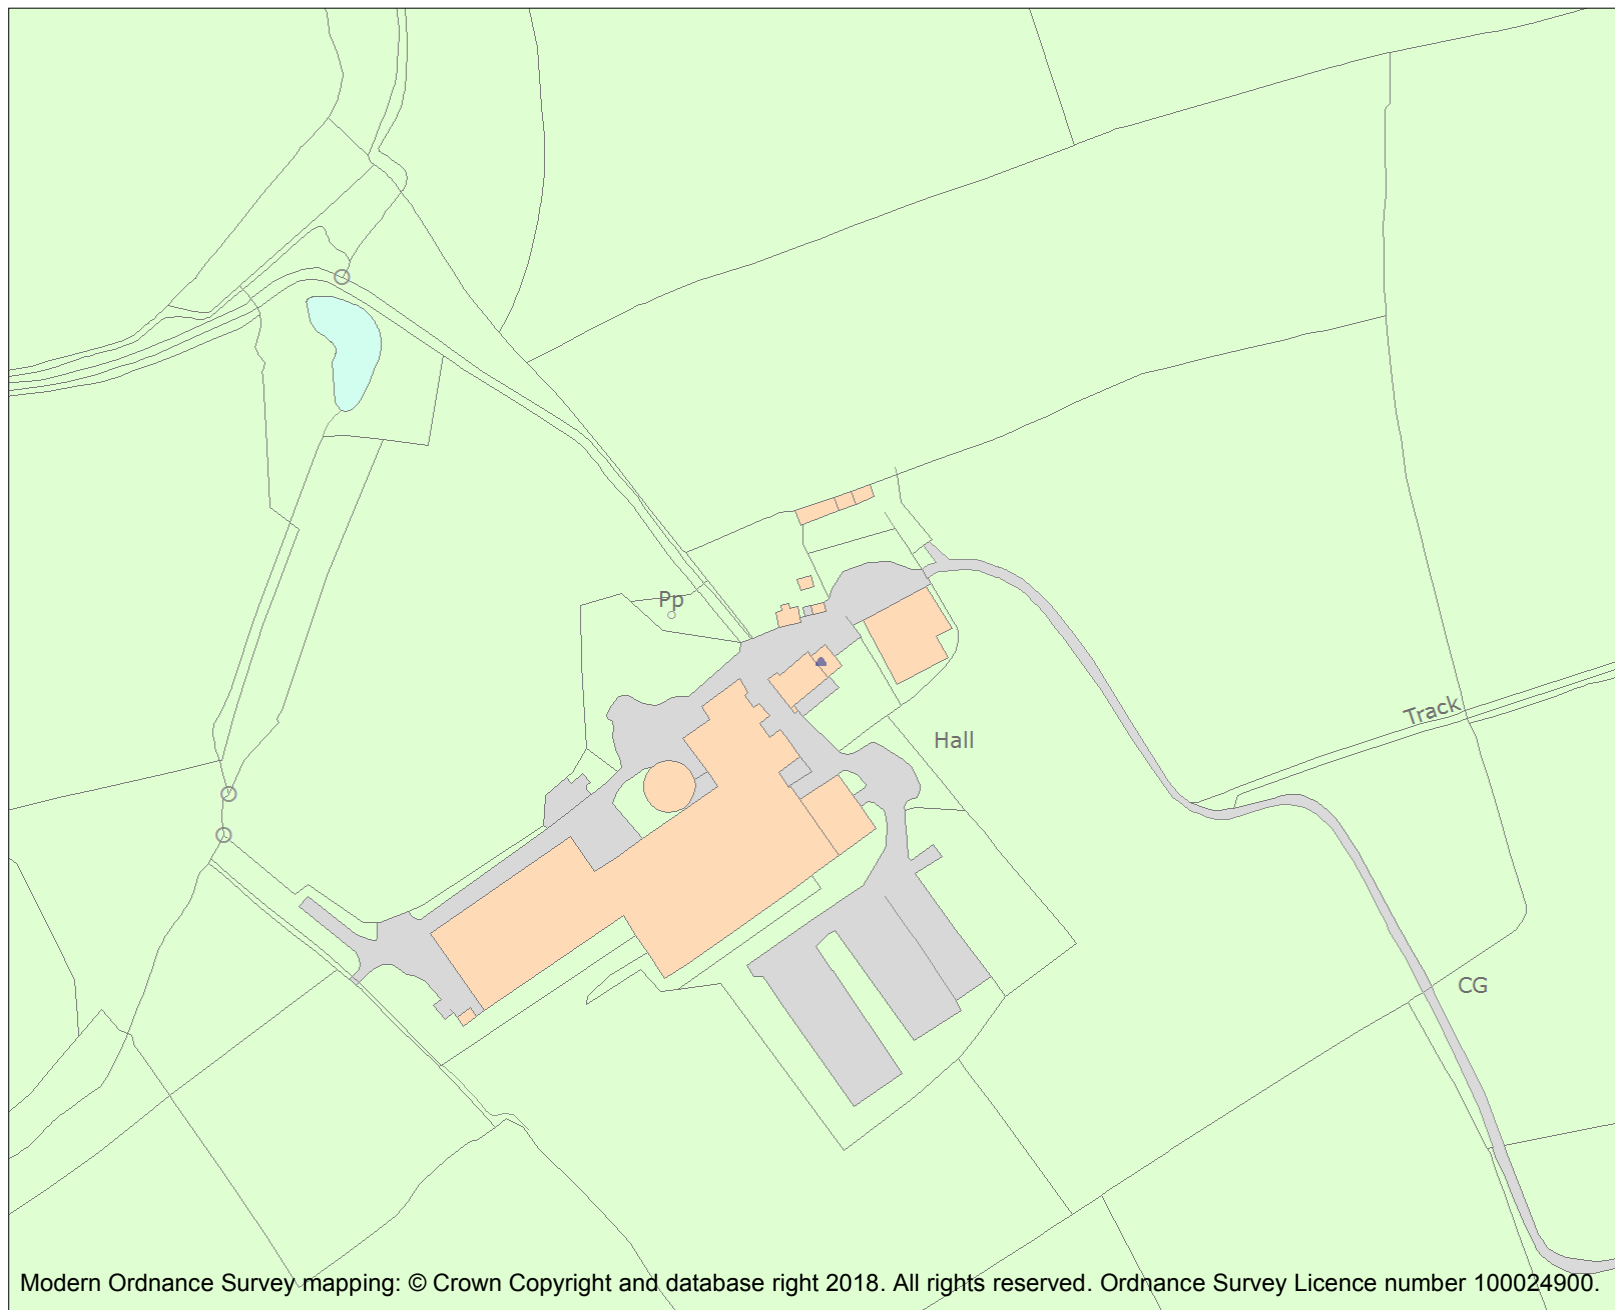 Pp
Track
Hall
CG
Modern Ordnance Survey mapping: © Crown Copyright and database right 2018. All rights reserved. Ordnance Survey Licence number 100024900.